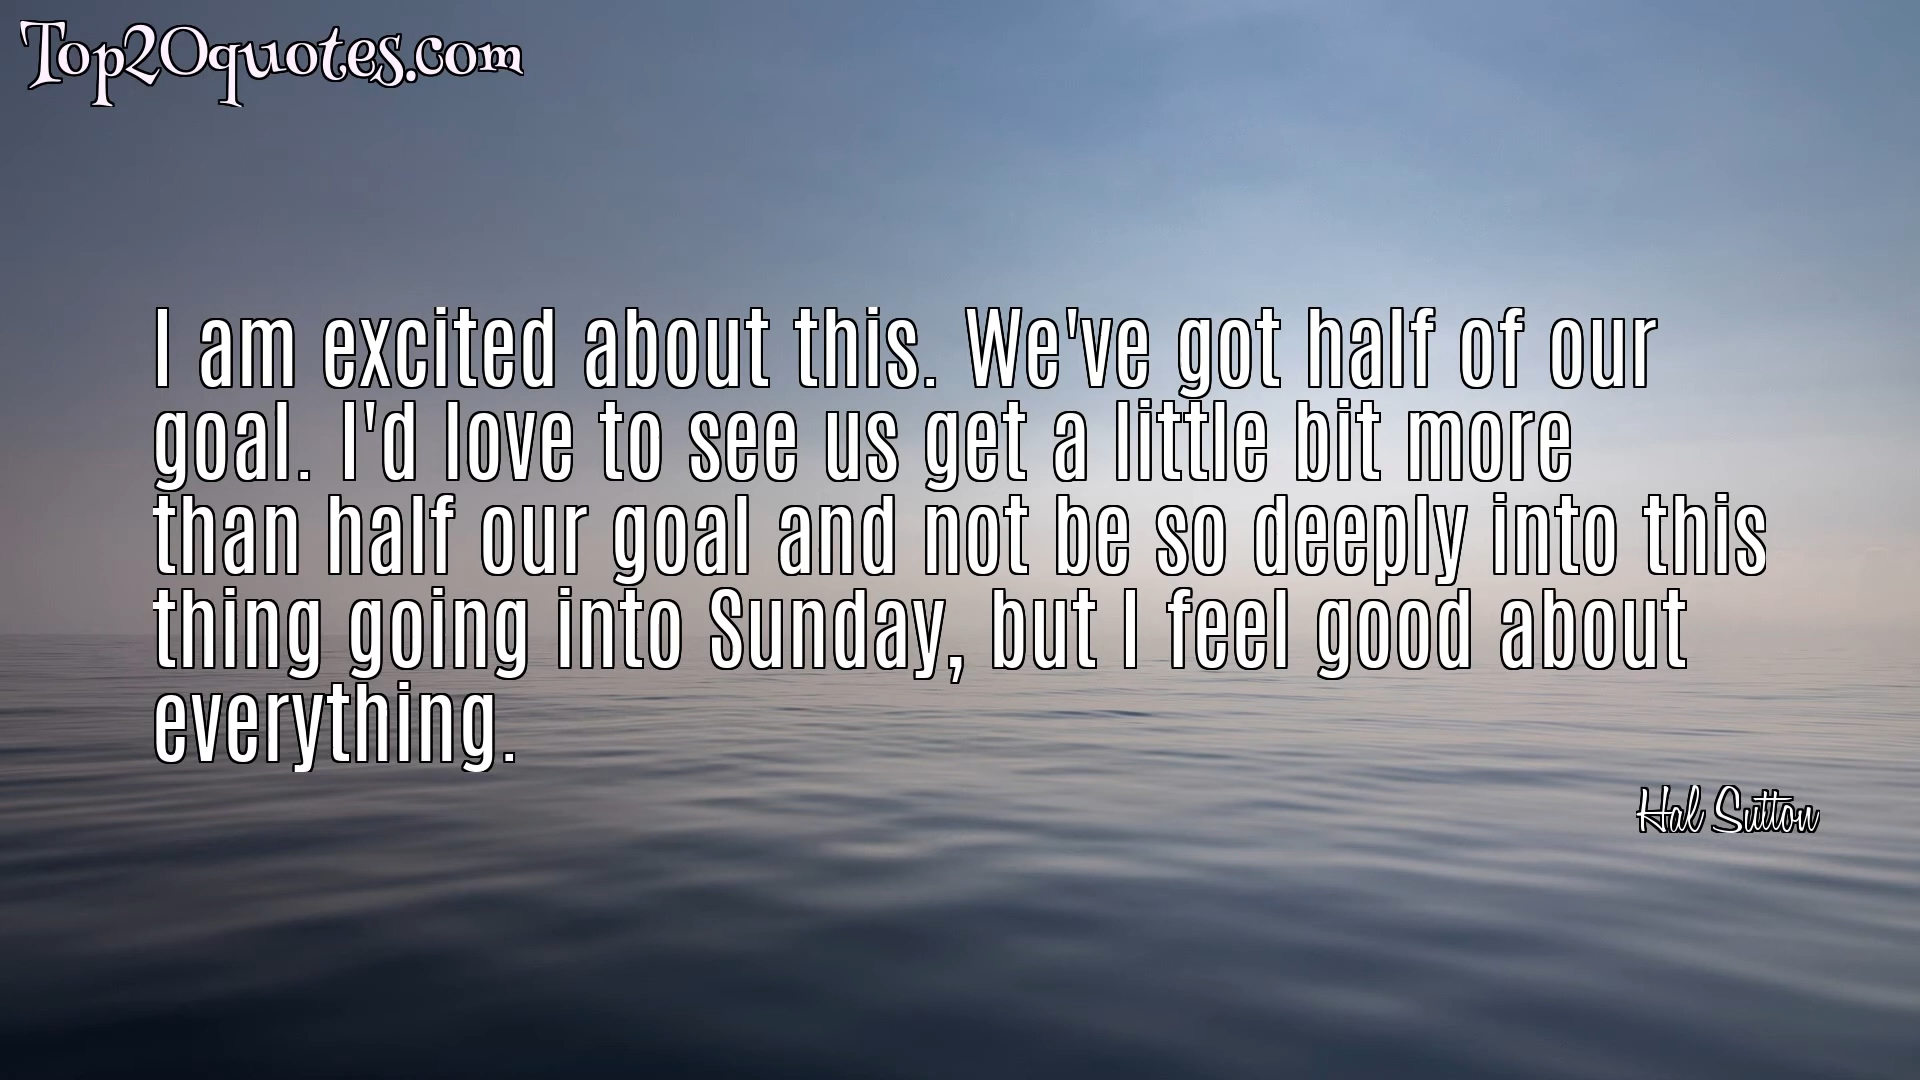 Top20quotes.com
I am excited about this. We've got half of our
goal. I'd love to see us get a little bit more
than half our goal and not be so deeply into this
thing going into Sunday, but I feel good about
everything.
Hal Sutton